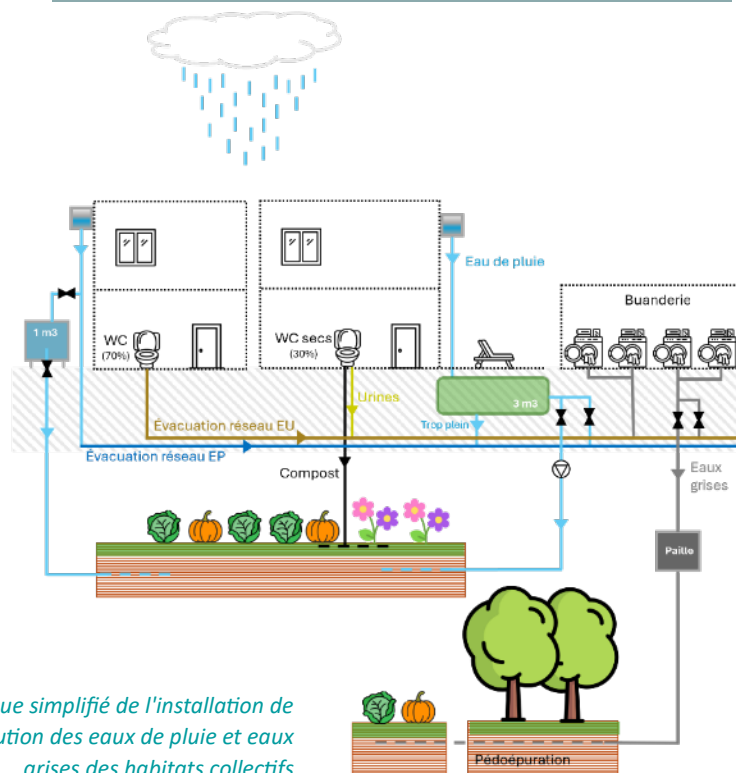 Eau de pluie
Buanderie
1 m3
WC
(70%)
WC secs
(30%)
Urines
3 m3
Trop plein
Évacuation réseau EU
Évacuation réseau EP
Compost
Eaux
grises
Paille
ue simplifié de l'installation de
ution des eaux de pluie et eaux
grises des habitats collectifs
Pédoépuration